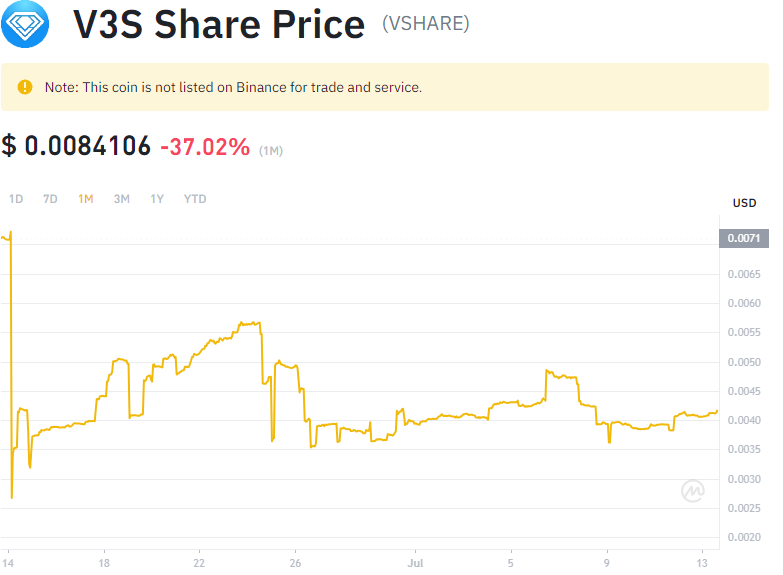 V3S Share Price (VSHARE)
Note: This coin is not listed on Binance for trade and service.
$ 0.0084106 -37.02% (1M)
1D 7D 1M 3M 1Y YTD
USD
0.0071
0.0065
0.0060
0.0055
0.0050
0.0045
0.0040
0.0035
0.0030
0.0025
0.0020
14 18 22 26 Jul 5 9 13